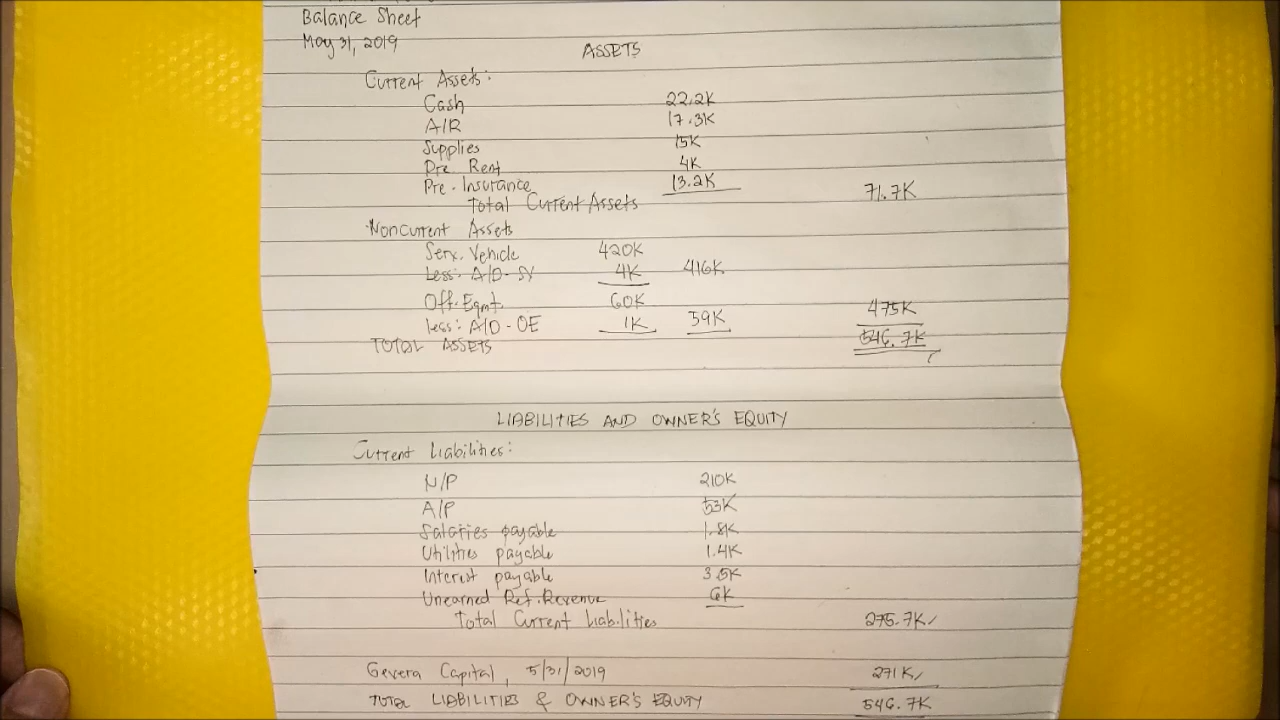 Balance Sheet
May 31, 2019
ASSETS
Current Assets:
Cash 22.2K
A/R 17.3K
Supplies 15K
Pre. Rent 4K
Pre. Insurance 13.2K
Total Current Assets 71.7K
Noncurrent Assets
Serv. Vehicle 420K
Less: A/D-SV 4K 416K
Off. Eqmt. 60K
Less: A/D-OE 1K 59K 475K
TOTAL ASSETS 546.7K
LIABILITIES AND OWNER'S EQUITY
Current Liabilities:
N/P 210K
A/P 53K
Salaries payable 1.8K
Utilities payable 1.4K
Interest payable 3.5K
Unearned Ref. Revenue 6K
Total Current Liabilities 275.7K
Gevera Capital, 5/31/2019 271K
TOTAL LIABILITIES & OWNER'S EQUITY 546.7K